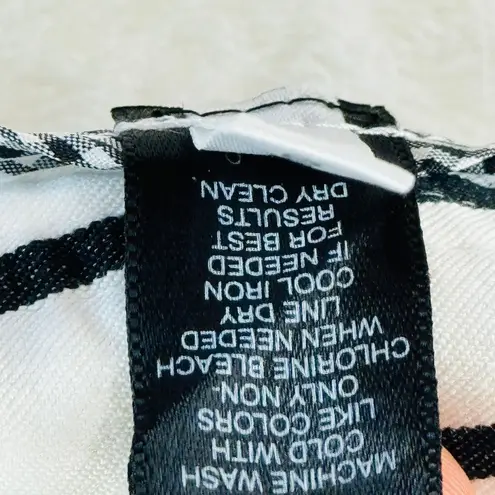 MACHINE WASH
COLD WITH
LIKE COLORS
ONLY NON-
CHLORINE BLEACH
WHEN NEEDED
LINE DRY
COOL IRON
IF NEEDED
FOR BEST
RESULTS
DRY CLEAN